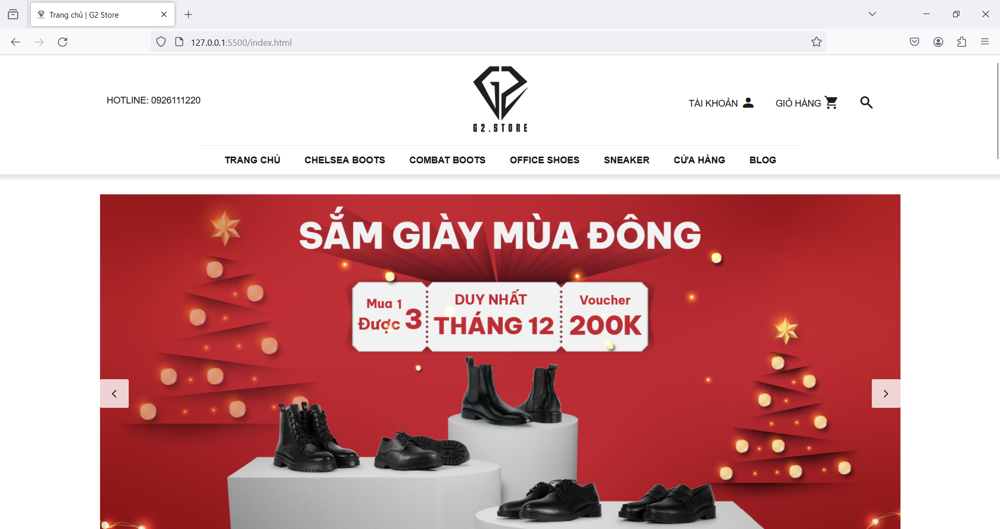 Trang chủ | G2 Store
127.0.0.1:5500/index.html
HOTLINE: 0926111220
G2.STORE
TÀI KHOẢN
GIỎ HÀNG
TRANG CHỦ
CHELSEA BOOTS
COMBAT BOOTS
OFFICE SHOES
SNEAKER
CỬA HÀNG
BLOG
SẮM GIÀY MÙA ĐÔNG
Mua 1
Được 3
DUY NHẤT
THÁNG 12
Voucher
200K